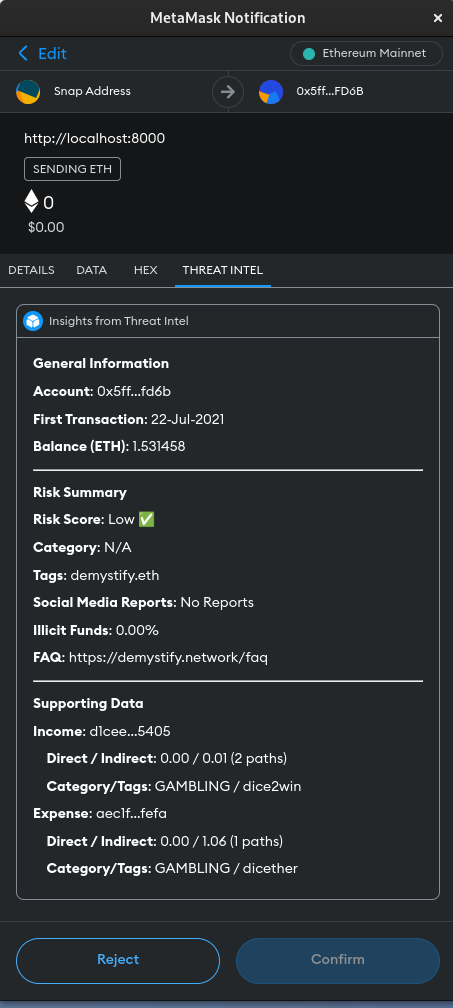 MetaMask Notification ×
Edit Ethereum Mainnet
Snap Address 0x5ff...FD6B
http://localhost:8000
SENDING ETH
0
$0.00
DETAILS DATA HEX THREAT INTEL
Insights from Threat Intel
General Information
Account: 0x5ff...fd6b
First Transaction: 22-Jul-2021
Balance (ETH): 1.531458
Risk Summary
Risk Score: Low ✅
Category: N/A
Tags: demystify.eth
Social Media Reports: No Reports
Illicit Funds: 0.00%
FAQ: https://demystify.network/faq
Supporting Data
Income: d1cee...5405
Direct / Indirect: 0.00 / 0.01 (2 paths)
Category/Tags: GAMBLING / dice2win
Expense: aec1f...fefa
Direct / Indirect: 0.00 / 1.06 (1 paths)
Category/Tags: GAMBLING / dicether
Reject Confirm